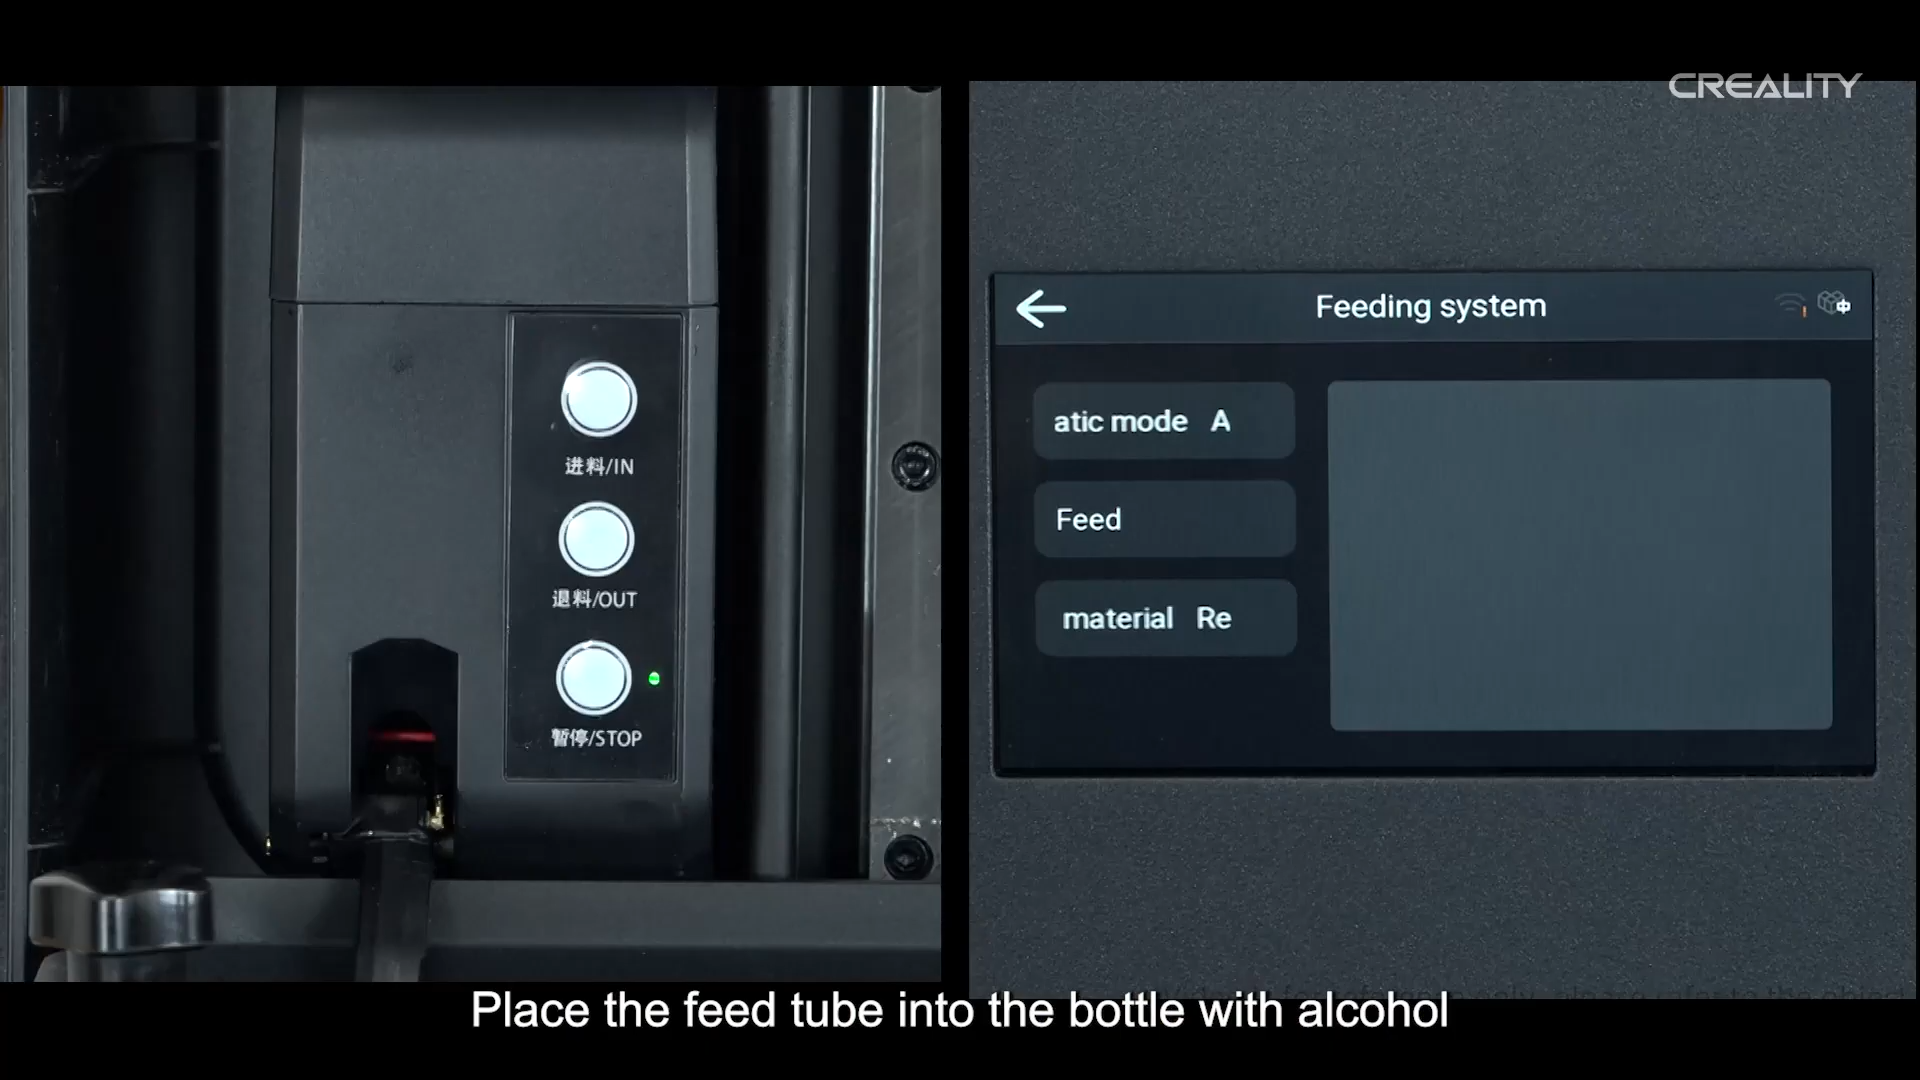 CREALITY
进料/IN
退料/OUT
暂停/STOP
Feeding system
atic mode A
Feed
material Re
Place the feed tube into the bottle with alcohol